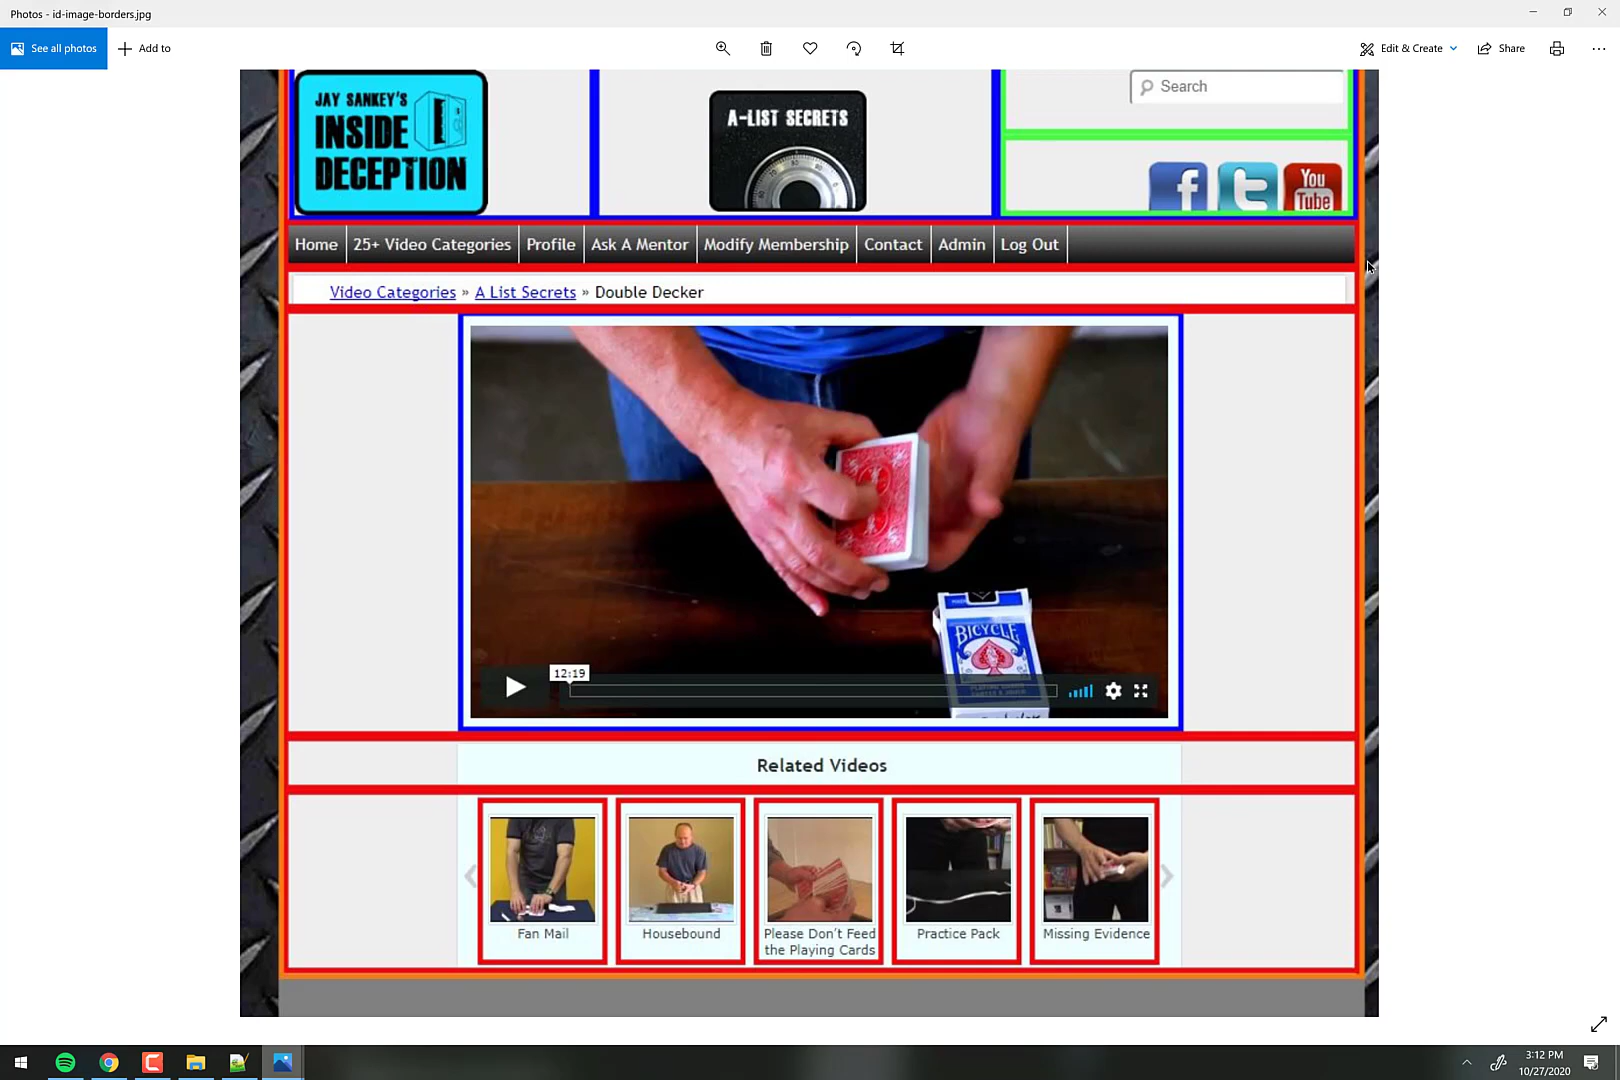 Photos - id-image-borders.jpg
See all photos
Add to
Edit & Create
Share
JAY SANKEY'S
INSIDE
DECEPTION
A-LIST SECRETS
Search
f
t
You
Tube
Home
25+ Video Categories
Profile
Ask A Mentor
Modify Membership
Contact
Admin
Log Out
Video Categories » A List Secrets » Double Decker
BICYCLE
12:19
Related Videos
Fan Mail
Housebound
Please Don't Feed
the Playing Cards
Practice Pack
Missing Evidence
3:12 PM
10/27/2020